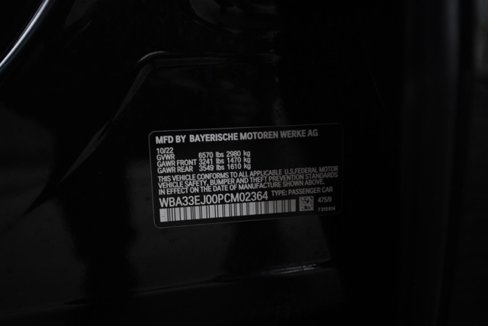 MFD BY BAYERISCHE MOTOREN WERKE AG
10/22
GVWR 6570 lbs 2980 kg
GAWR FRONT 3241 lbs 1470 kg
GAWR REAR 3549 lbs 1610 kg
THIS VEHICLE CONFORMS TO ALL APPLICABLE U.S.FEDERAL MOTOR
VEHICLE SAFETY, BUMPER AND THEFT PREVENTION STANDARDS
IN EFFECT ON THE DATE OF MANUFACTURE SHOWN ABOVE.
WBA33EJ00PCM02364 TYPE: PASSENGER CAR
475/9